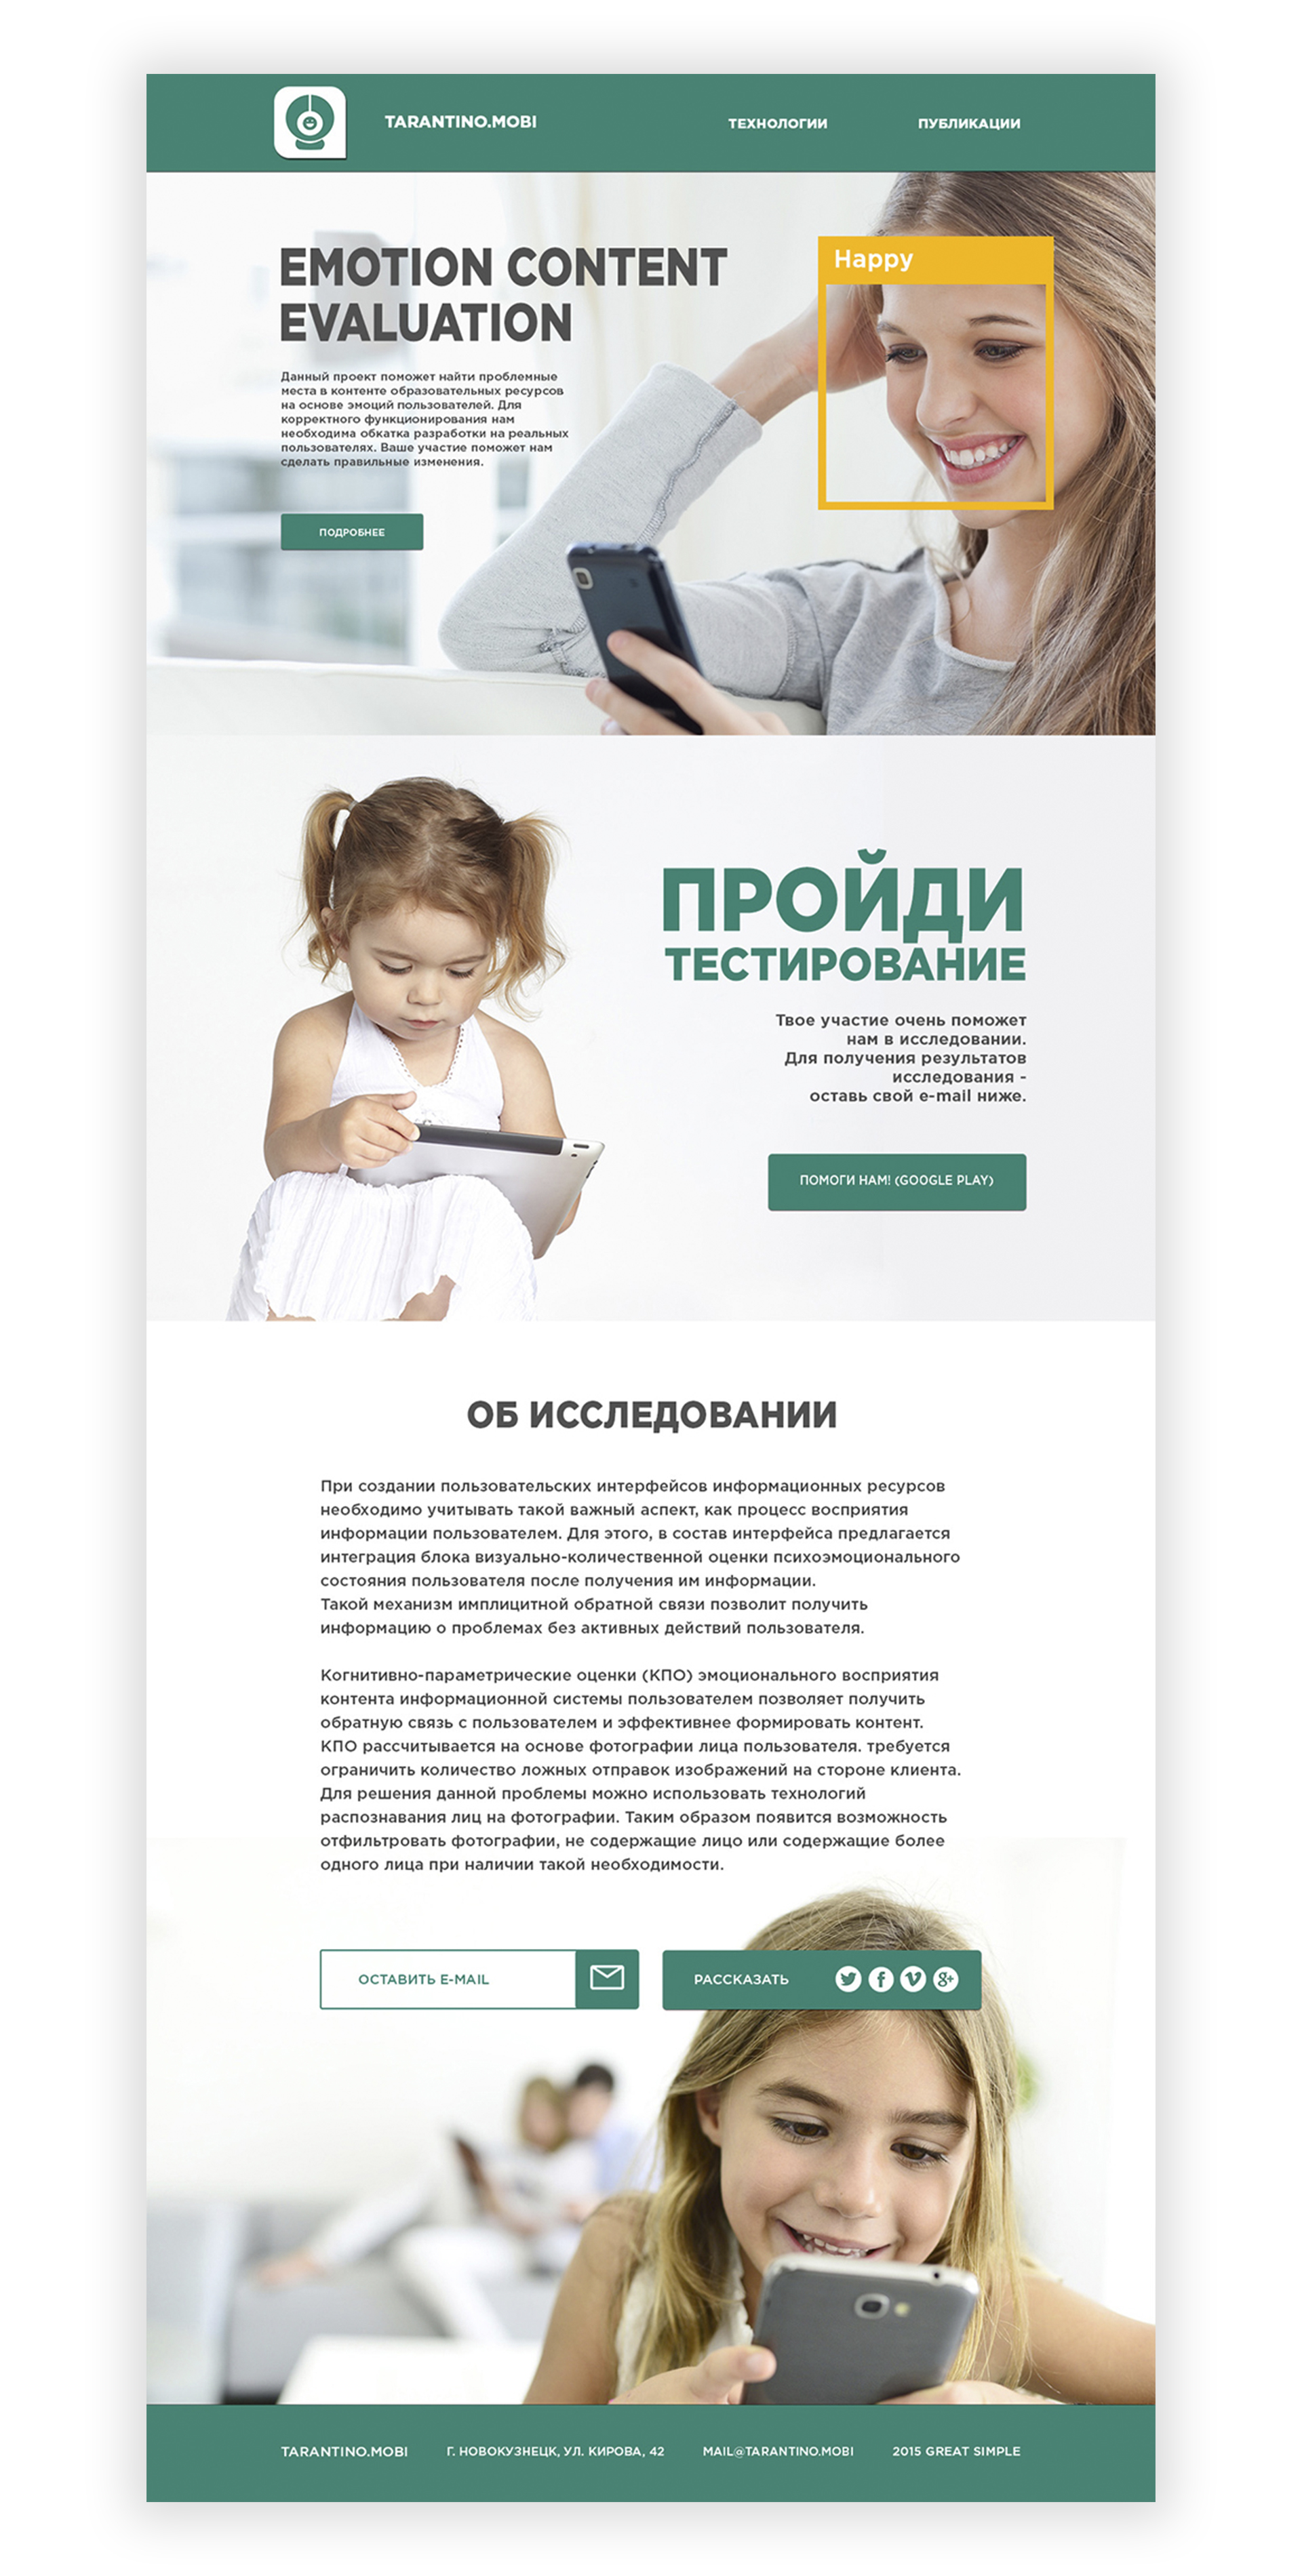 TARANTINO.MOBI
ТЕХНОЛОГИИ
ПУБЛИКАЦИИ
EMOTION CONTENT
EVALUATION
Happy
Данный проект поможет найти проблемные
места в контенте образовательных ресурсов
на основе эмоций пользователей. Для
корректного функционирования нам
необходима обкатка разработки на реальных
пользователях. Ваше участие поможет нам
сделать правильные изменения.
ПОДРОБНЕЕ
ПРОЙДИ
ТЕСТИРОВАНИЕ
Твое участие очень поможет
нам в исследовании.
Для получения результатов
исследования -
оставь свой e-mail ниже.
ПОМОГИ НАМ! (GOOGLE PLAY)
ОБ ИССЛЕДОВАНИИ
При создании пользовательских интерфейсов информационных ресурсов
необходимо учитывать такой важный аспект, как процесс восприятия
информации пользователем. Для этого, в состав интерфейса предлагается
интеграция блока визуально-количественной оценки психоэмоционального
состояния пользователя после получения им информации.
Такой механизм имплицитной обратной связи позволит получить
информацию о проблемах без активных действий пользователя.
Когнитивно-параметрические оценки (КПО) эмоционального восприятия
контента информационной системы пользователем позволяет получить
обратную связь с пользователем и эффективнее формировать контент.
КПО рассчитывается на основе фотографии лица пользователя. требуется
ограничить количество ложных отправок изображений на стороне клиента.
Для решения данной проблемы можно использовать технологий
распознавания лиц на фотографии. Таким образом появится возможность
отфильтровать фотографии, не содержащие лицо или содержащие более
одного лица при наличии такой необходимости.
ОСТАВИТЬ E-MAIL
РАССКАЗАТЬ
TARANTINO.MOBI
Г. НОВОКУЗНЕЦК, УЛ. КИРОВА, 42
MAIL@TARANTINO.MOBI
2015 GREAT SIMPLE